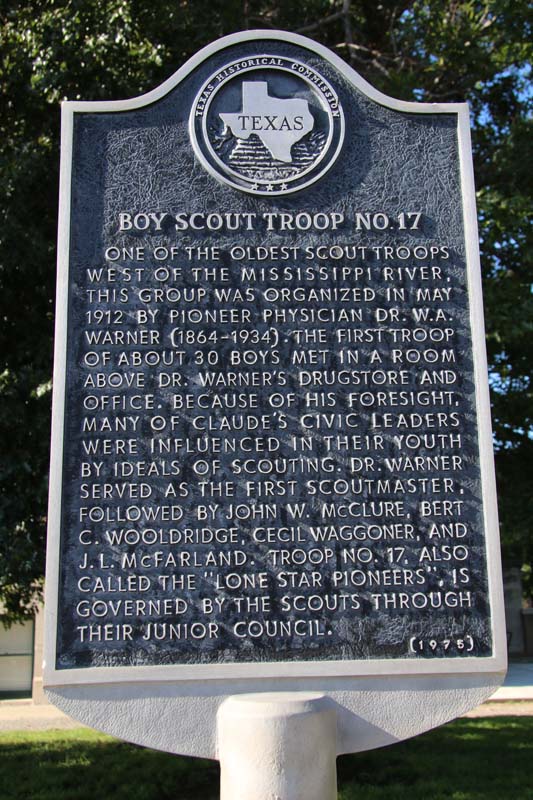 TEXAS HISTORICAL COMMISSION
TEXAS
BOY SCOUT TROOP NO. 17
ONE OF THE OLDEST SCOUT TROOPS
WEST OF THE MISSISSIPPI RIVER,
THIS GROUP WAS ORGANIZED IN MAY
1912 BY PIONEER PHYSICIAN DR. W.A.
WARNER (1864-1934). THE FIRST TROOP
OF ABOUT 30 BOYS MET IN A ROOM
ABOVE DR. WARNER'S DRUGSTORE AND
OFFICE. BECAUSE OF HIS FORESIGHT,
MANY OF CLAUDE'S CIVIC LEADERS
WERE INFLUENCED IN THEIR YOUTH
BY IDEALS OF SCOUTING. DR. WARNER
SERVED AS THE FIRST SCOUTMASTER,
FOLLOWED BY JOHN W. McCLURE, BERT
C. WOOLDRIDGE, CECIL WAGGONER, AND
J. L. McFARLAND. TROOP NO. 17, ALSO
CALLED THE "LONE STAR PIONEERS", IS
GOVERNED BY THE SCOUTS THROUGH
THEIR JUNIOR COUNCIL.
(1975)